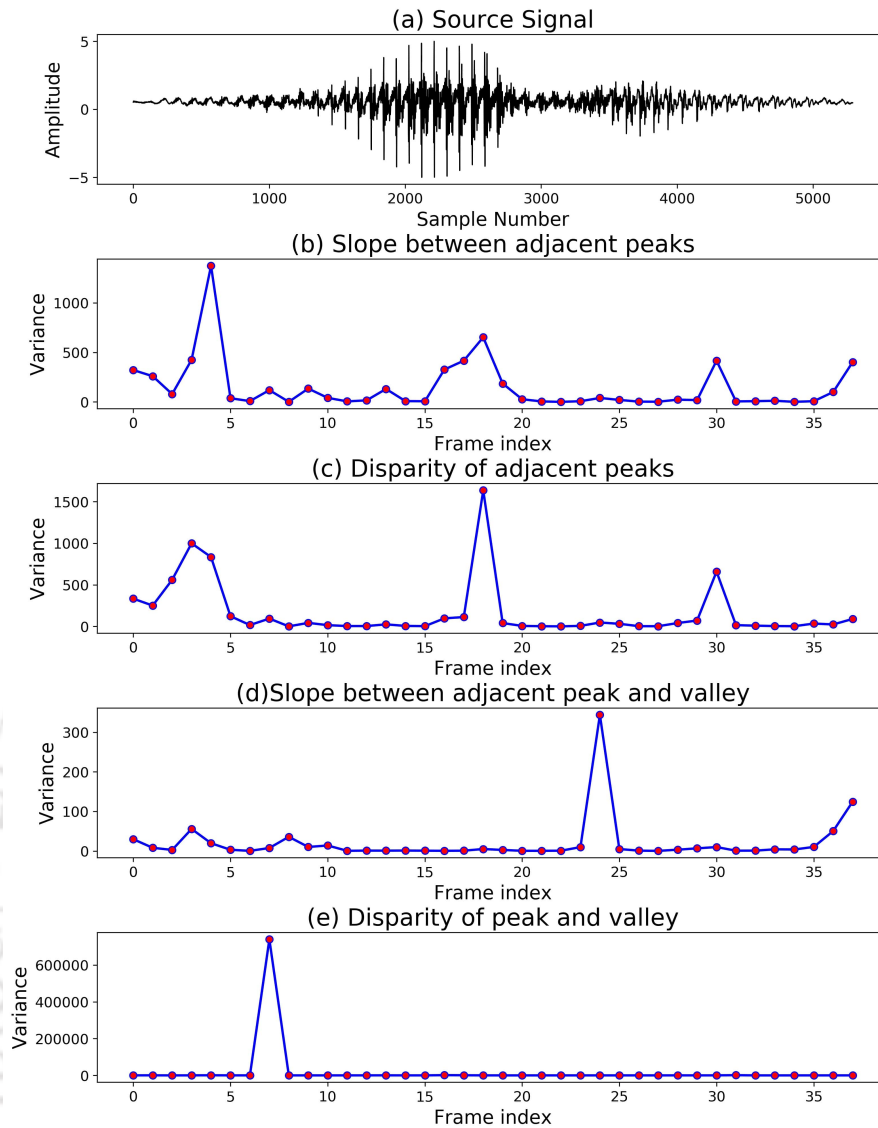 (a) Source Signal
5
0
−5
Amplitude
0 1000 2000 3000 4000 5000
Sample Number
(b) Slope between adjacent peaks
1000
500
0
Variance
0 5 10 15 20 25 30 35
Frame index
(c) Disparity of adjacent peaks
1500
1000
500
0
Variance
0 5 10 15 20 25 30 35
Frame index
(d)Slope between adjacent peak and valley
300
200
100
0
Variance
0 5 10 15 20 25 30 35
Frame index
(e) Disparity of peak and valley
600000
400000
200000
0
Variance
0 5 10 15 20 25 30 35
Frame index